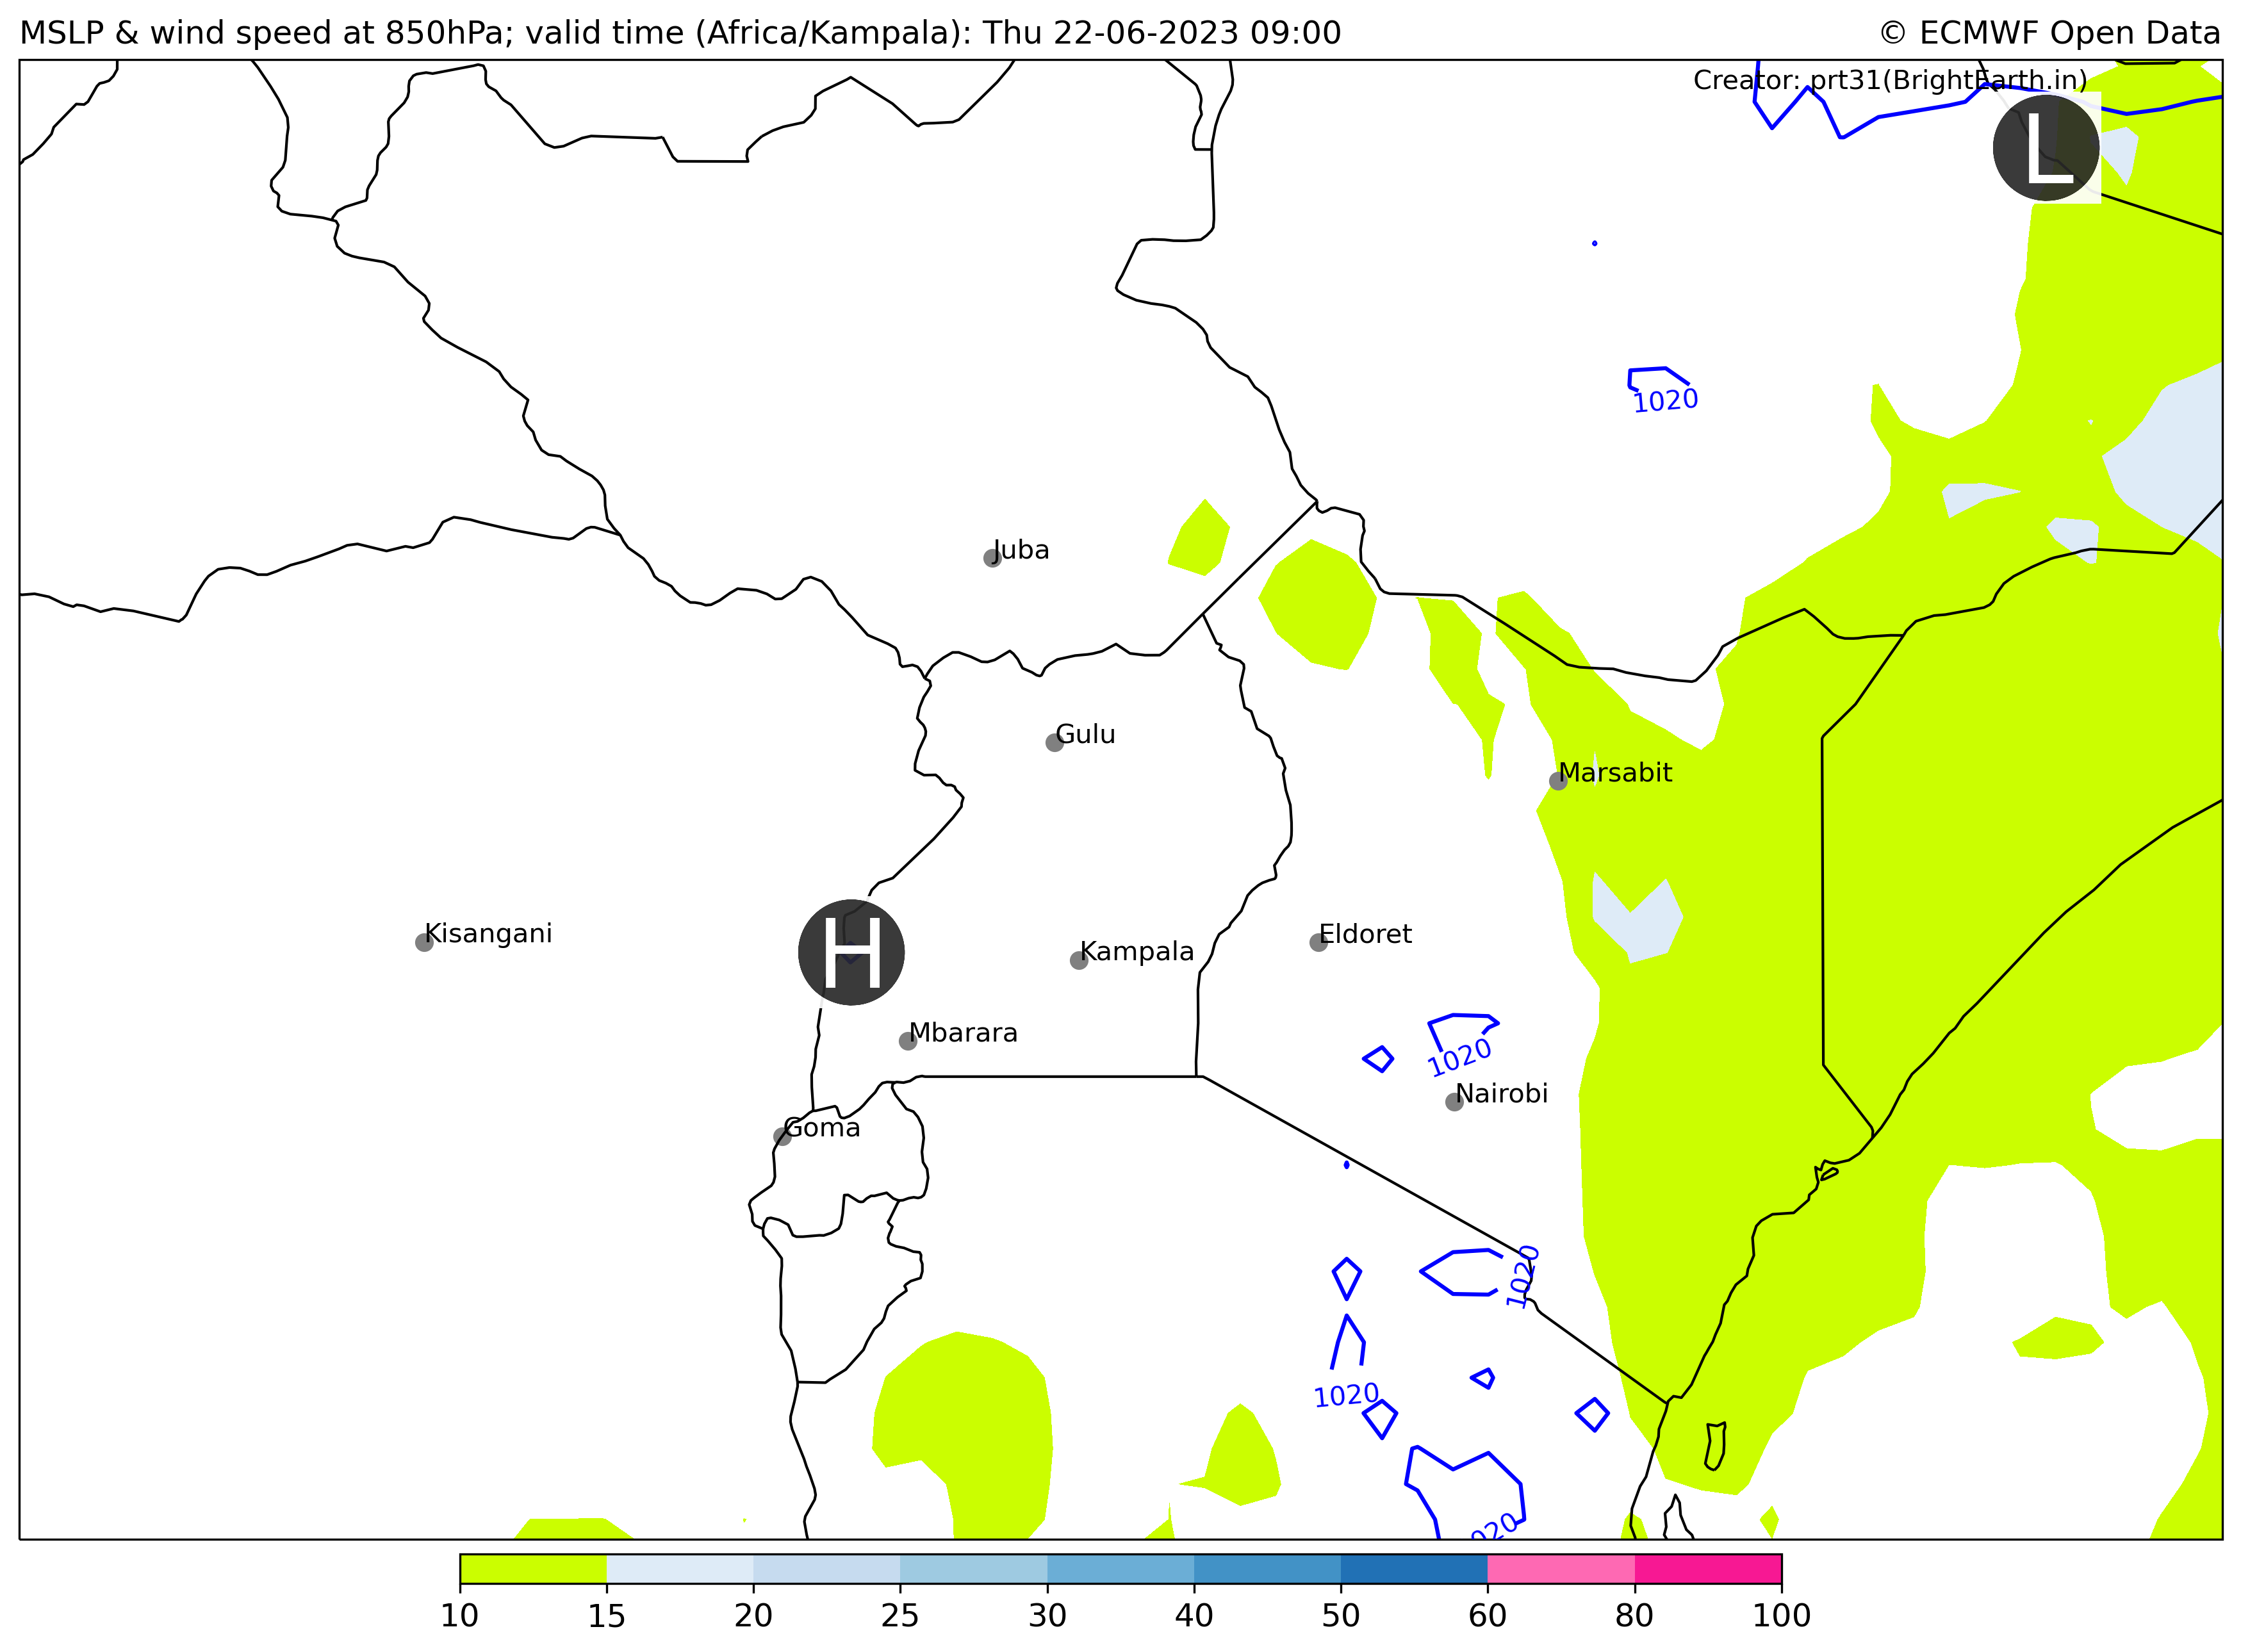 MSLP & wind speed at 850hPa; valid time (Africa/Kampala): Thu 22-06-2023 09:00
© ECMWF Open Data
Creator: prt31(BrightEarth.in)
L
1020
Juba
Gulu
Marsabit
Kisangani
Eldoret
H
Kampala
Mbarara
1020
Nairobi
Goma
1020
1020
020
10 15 20 25 30 40 50 60 80 100